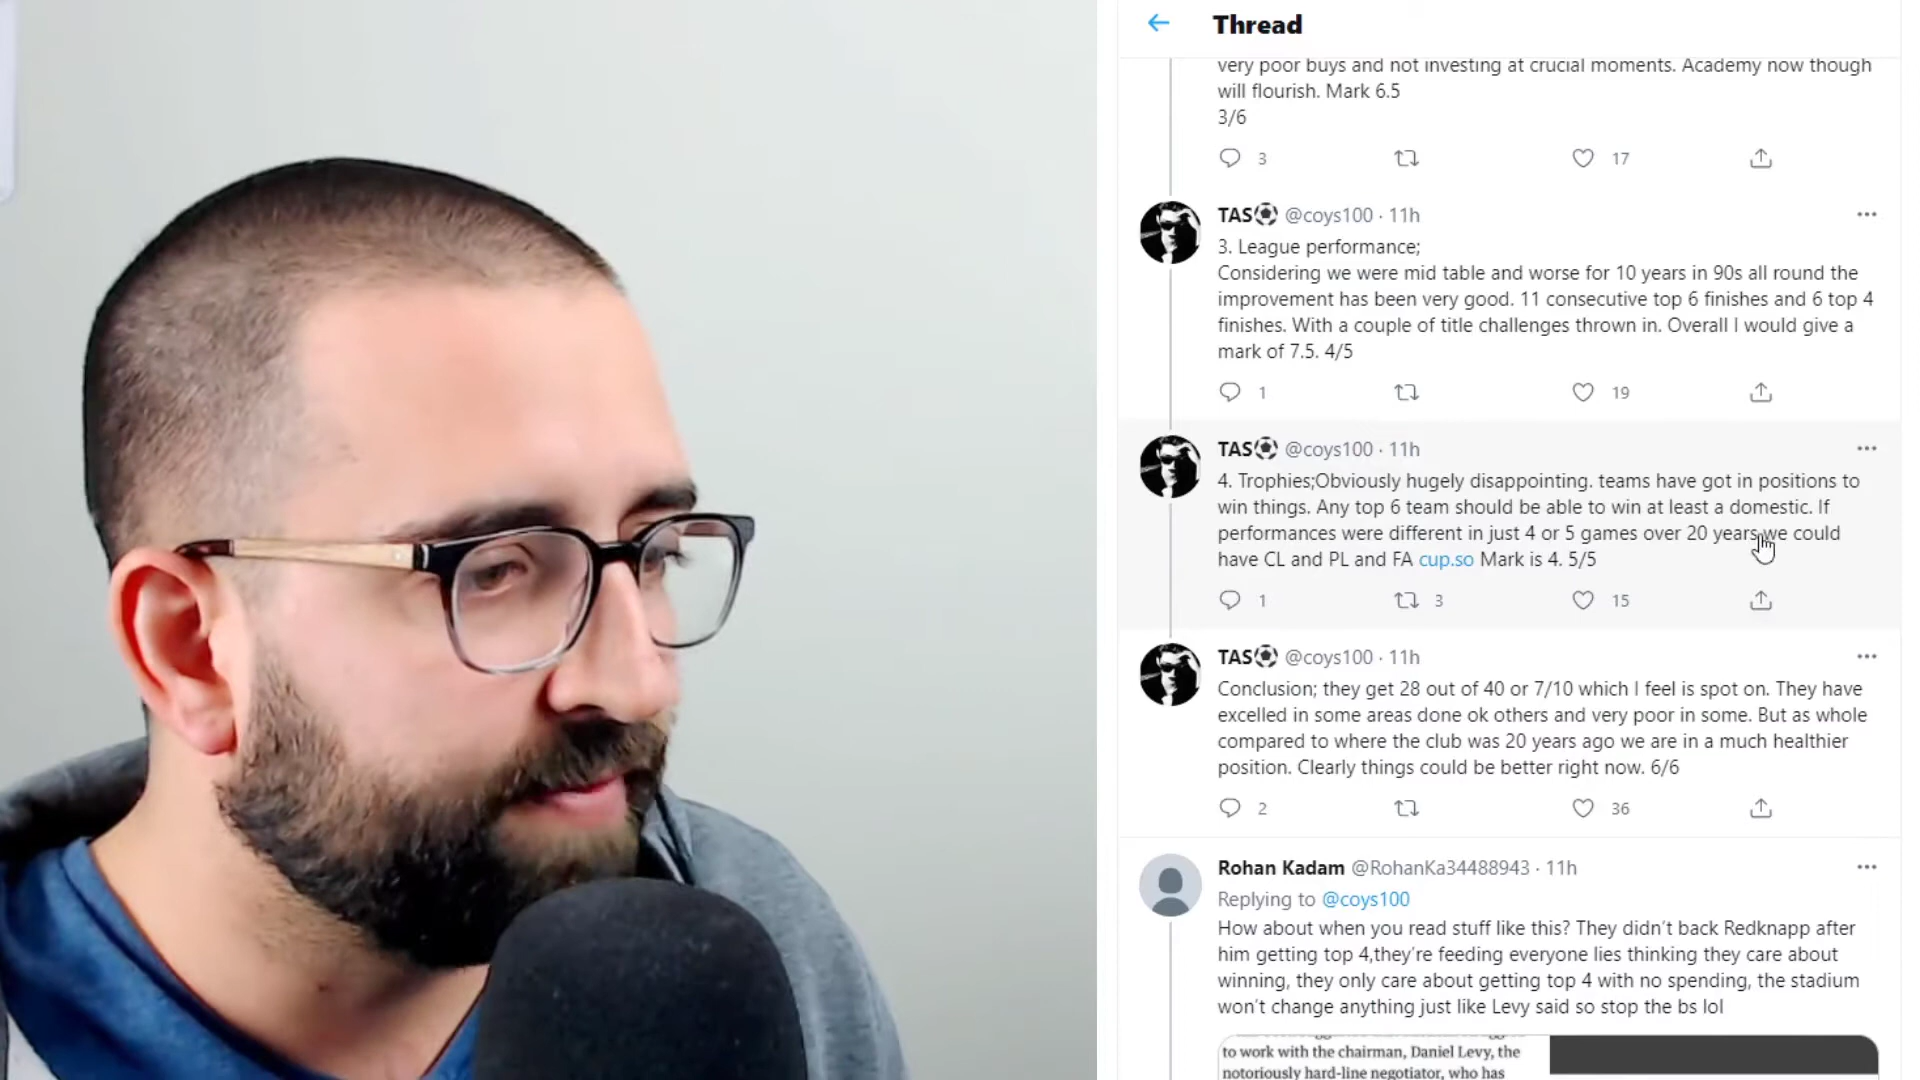 Thread
very poor buys and not investing at crucial moments. Academy now though
will flourish. Mark 6.5
3/6
3
17
TAS⚽ @coys100 · 11h
3. League performance;
Considering we were mid table and worse for 10 years in 90s all round the
improvement has been very good. 11 consecutive top 6 finishes and 6 top 4
finishes. With a couple of title challenges thrown in. Overall I would give a
mark of 7.5. 4/5
1
19
TAS⚽ @coys100 · 11h
4. Trophies;Obviously hugely disappointing. teams have got in positions to
win things. Any top 6 team should be able to win at least a domestic. If
performances were different in just 4 or 5 games over 20 years we could
have CL and PL and FA cup.so Mark is 4. 5/5
1
3
15
TAS⚽ @coys100 · 11h
Conclusion; they get 28 out of 40 or 7/10 which I feel is spot on. They have
excelled in some areas done ok others and very poor in some. But as whole
compared to where the club was 20 years ago we are in a much healthier
position. Clearly things could be better right now. 6/6
2
36
Rohan Kadam @RohanKa34488943 · 11h
Replying to @coys100
How about when you read stuff like this? They didn't back Redknapp after
him getting top 4,they're feeding everyone lies thinking they care about
winning, they only care about getting top 4 with no spending, the stadium
won't change anything just like Levy said so stop the bs lol
to work with the chairman, Daniel Levy, the
notoriously hard-line negotiator, who has